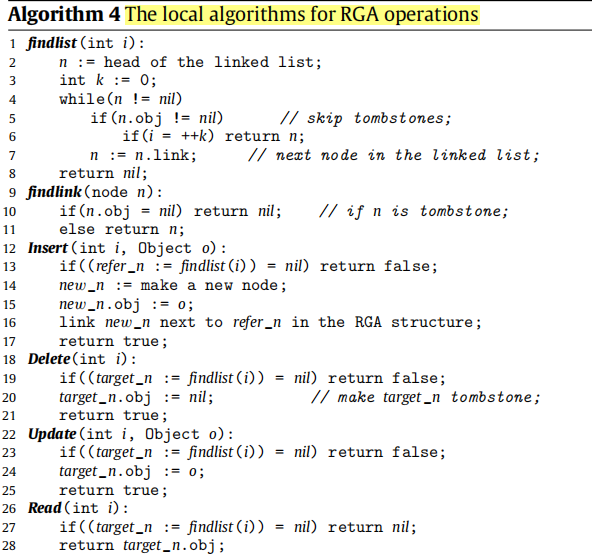 Algorithm 4 The local algorithms for RGA operations
1 findlist(int i):
2 n := head of the linked list;
3 int k := 0;
4 while(n != nil)
5 if(n.obj != nil) // skip tombstones;
6 if(i = ++k) return n;
7 n := n.link; // next node in the linked list;
8 return nil;
9 findlink(node n):
10 if(n.obj = nil) return nil; // if n is tombstone;
11 else return n;
12 Insert(int i, Object o):
13 if((refer_n := findlist(i)) = nil) return false;
14 new_n := make a new node;
15 new_n.obj := o;
16 link new_n next to refer_n in the RGA structure;
17 return true;
18 Delete(int i):
19 if((target_n := findlist(i)) = nil) return false;
20 target_n.obj := nil; // make target_n tombstone;
21 return true;
22 Update(int i, Object o):
23 if((target_n := findlist(i)) = nil) return false;
24 target_n.obj := o;
25 return true;
26 Read(int i):
27 if((target_n := findlist(i)) = nil) return nil;
28 return target_n.obj;